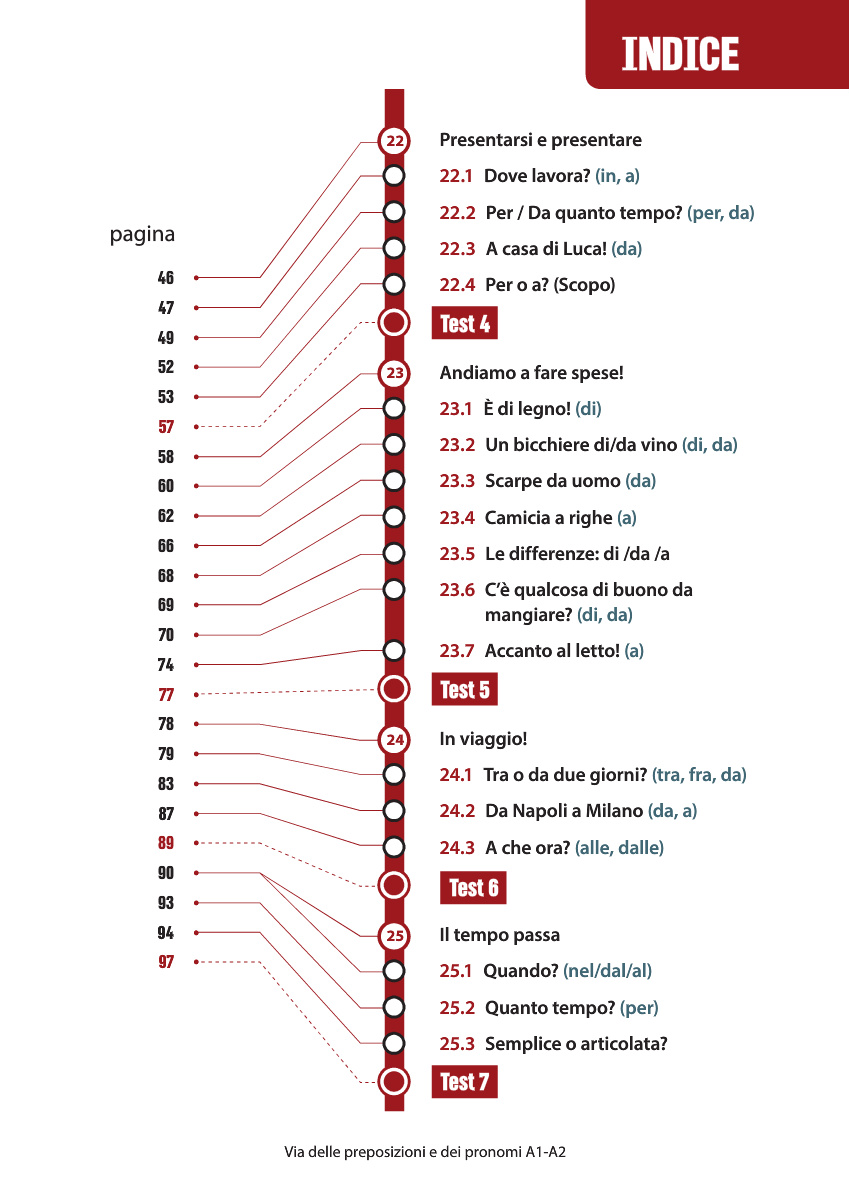 INDICE
pagina
46
47
49
52
53
57
58
60
62
66
68
69
70
74
77
78
79
83
87
89
90
93
94
97
22 Presentarsi e presentare
22.1 Dove lavora? (in, a)
22.2 Per / Da quanto tempo? (per, da)
22.3 A casa di Luca! (da)
22.4 Per o a? (Scopo)
Test 4
23 Andiamo a fare spese!
23.1 È di legno! (di)
23.2 Un bicchiere di/da vino (di, da)
23.3 Scarpe da uomo (da)
23.4 Camicia a righe (a)
23.5 Le differenze: di /da /a
23.6 C’è qualcosa di buono da
mangiare? (di, da)
23.7 Accanto al letto! (a)
Test 5
24 In viaggio!
24.1 Tra o da due giorni? (tra, fra, da)
24.2 Da Napoli a Milano (da, a)
24.3 A che ora? (alle, dalle)
Test 6
25 Il tempo passa
25.1 Quando? (nel/dal/al)
25.2 Quanto tempo? (per)
25.3 Semplice o articolata?
Test 7
Via delle preposizioni e dei pronomi A1-A2